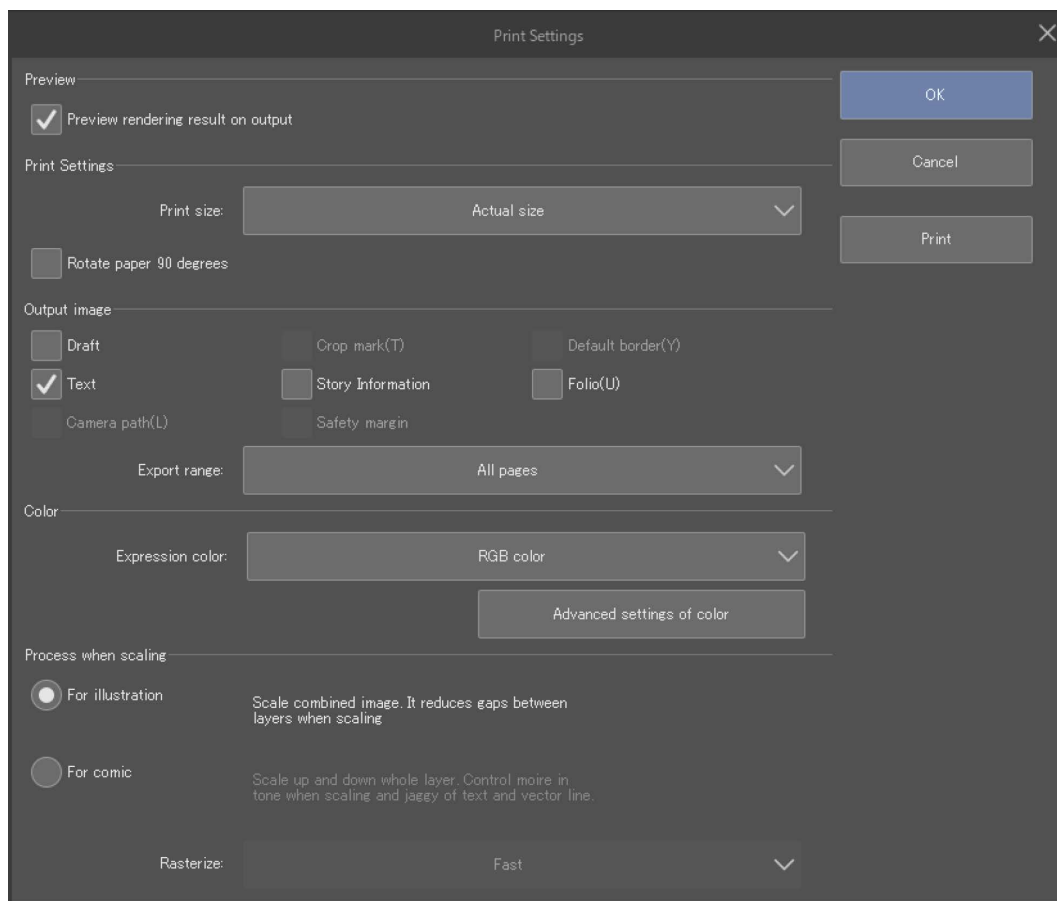 Print Settings
Preview
OK
Preview rendering result on output
Print Settings
Cancel
Print size:
Actual size
Print
Rotate paper 90 degrees
Output image
Draft
Crop mark(T)
Default border(Y)
Text
Story Information
Folio(U)
Camera path(L)
Safety margin
Export range:
All pages
Color
Expression color:
RGB color
Advanced settings of color
Process when scaling
For illustration
Scale combined image. It reduces gaps between
layers when scaling
For comic
Scale up and down whole layer. Control moire in
tone when scaling and jaggy of text and vector line.
Rasterize:
Fast